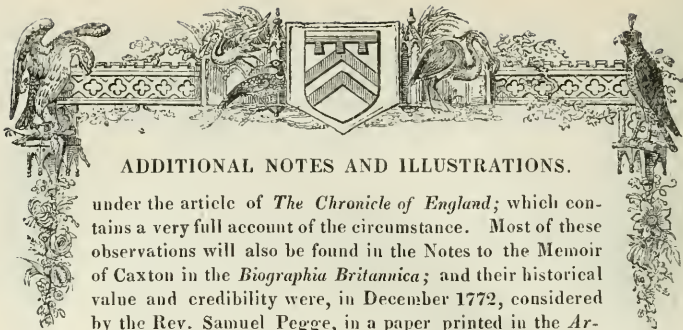 ADDITIONAL NOTES AND ILLUSTRATIONS.
under the article of The Chronicle of England; which con-
tains a very full account of the circumstance. Most of these
observations will also be found in the Notes to the Memoir
of Caxton in the Biographia Britannica; and their historical
value and credibility were, in December 1772, considered
by the Rev. Samuel Pegge, in a paper printed in the Ar-